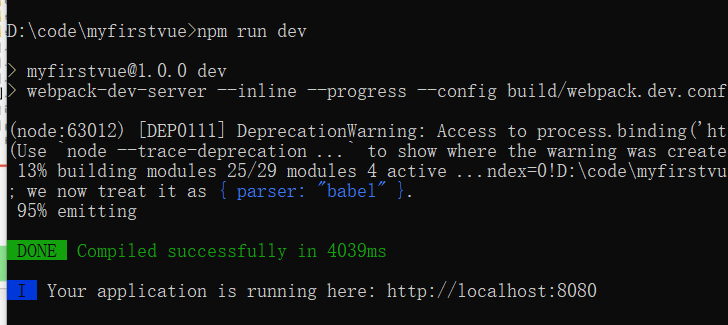 D:\code\myfirstvue>npm run dev
> myfirstvue@1.0.0 dev
> webpack-dev-server --inline --progress --config build/webpack.dev.conf
(node:63012) [DEP0111] DeprecationWarning: Access to process.binding('ht
(Use `node --trace-deprecation ...` to show where the warning was create
13% building modules 25/29 modules 4 active ...ndex=0!D:\code\myfirstvu
; we now treat it as { parser: "babel" }.
95% emitting
DONE Compiled successfully in 4039ms
I Your application is running here: http://localhost:8080